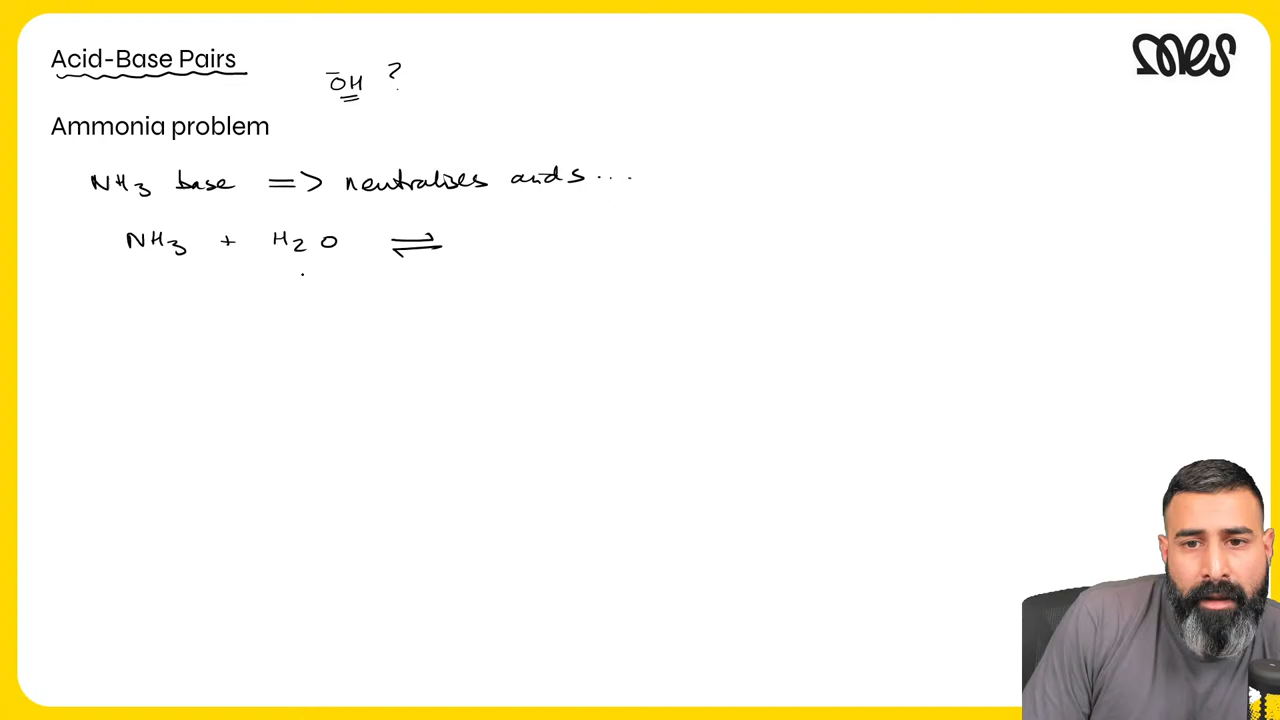 Acid-Base Pairs
⁻OH ?
Ammonia problem
NH₃ base => neutralises acids...
NH₃ + H₂O ⇌